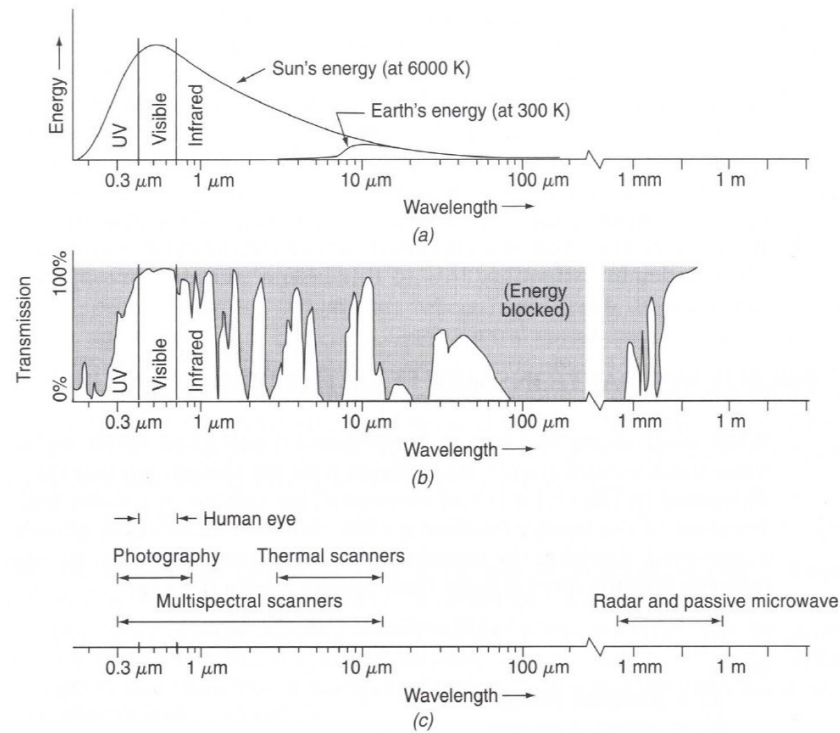 Energy →
UV
Visible
Infrared
Sun's energy (at 6000 K)
Earth's energy (at 300 K)
0.3 μm 1 μm 10 μm 100 μm 1 mm 1 m
Wavelength →
(a)
Transmission
100%
0%
UV
Visible
Infrared
(Energy
blocked)
0.3 μm 1 μm 10 μm 100 μm 1 mm 1 m
Wavelength →
(b)
Human eye
Photography Thermal scanners
Multispectral scanners Radar and passive microwave
0.3 μm 1 μm 10 μm 100 μm 1 mm 1 m
Wavelength →
(c)